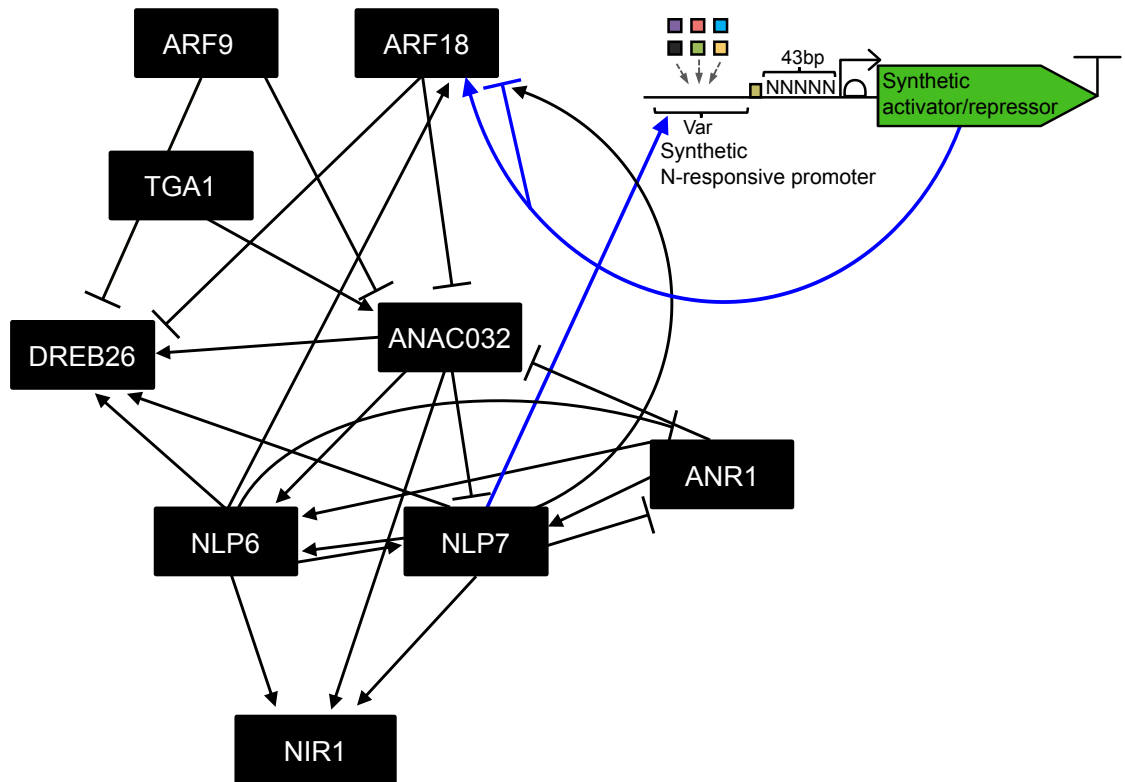 ARF9
ARF18
43bp
NNNNN
Synthetic
activator/repressor
Var
Synthetic
N-responsive promoter
TGA1
DREB26
ANAC032
ANR1
NLP6
NLP7
NIR1